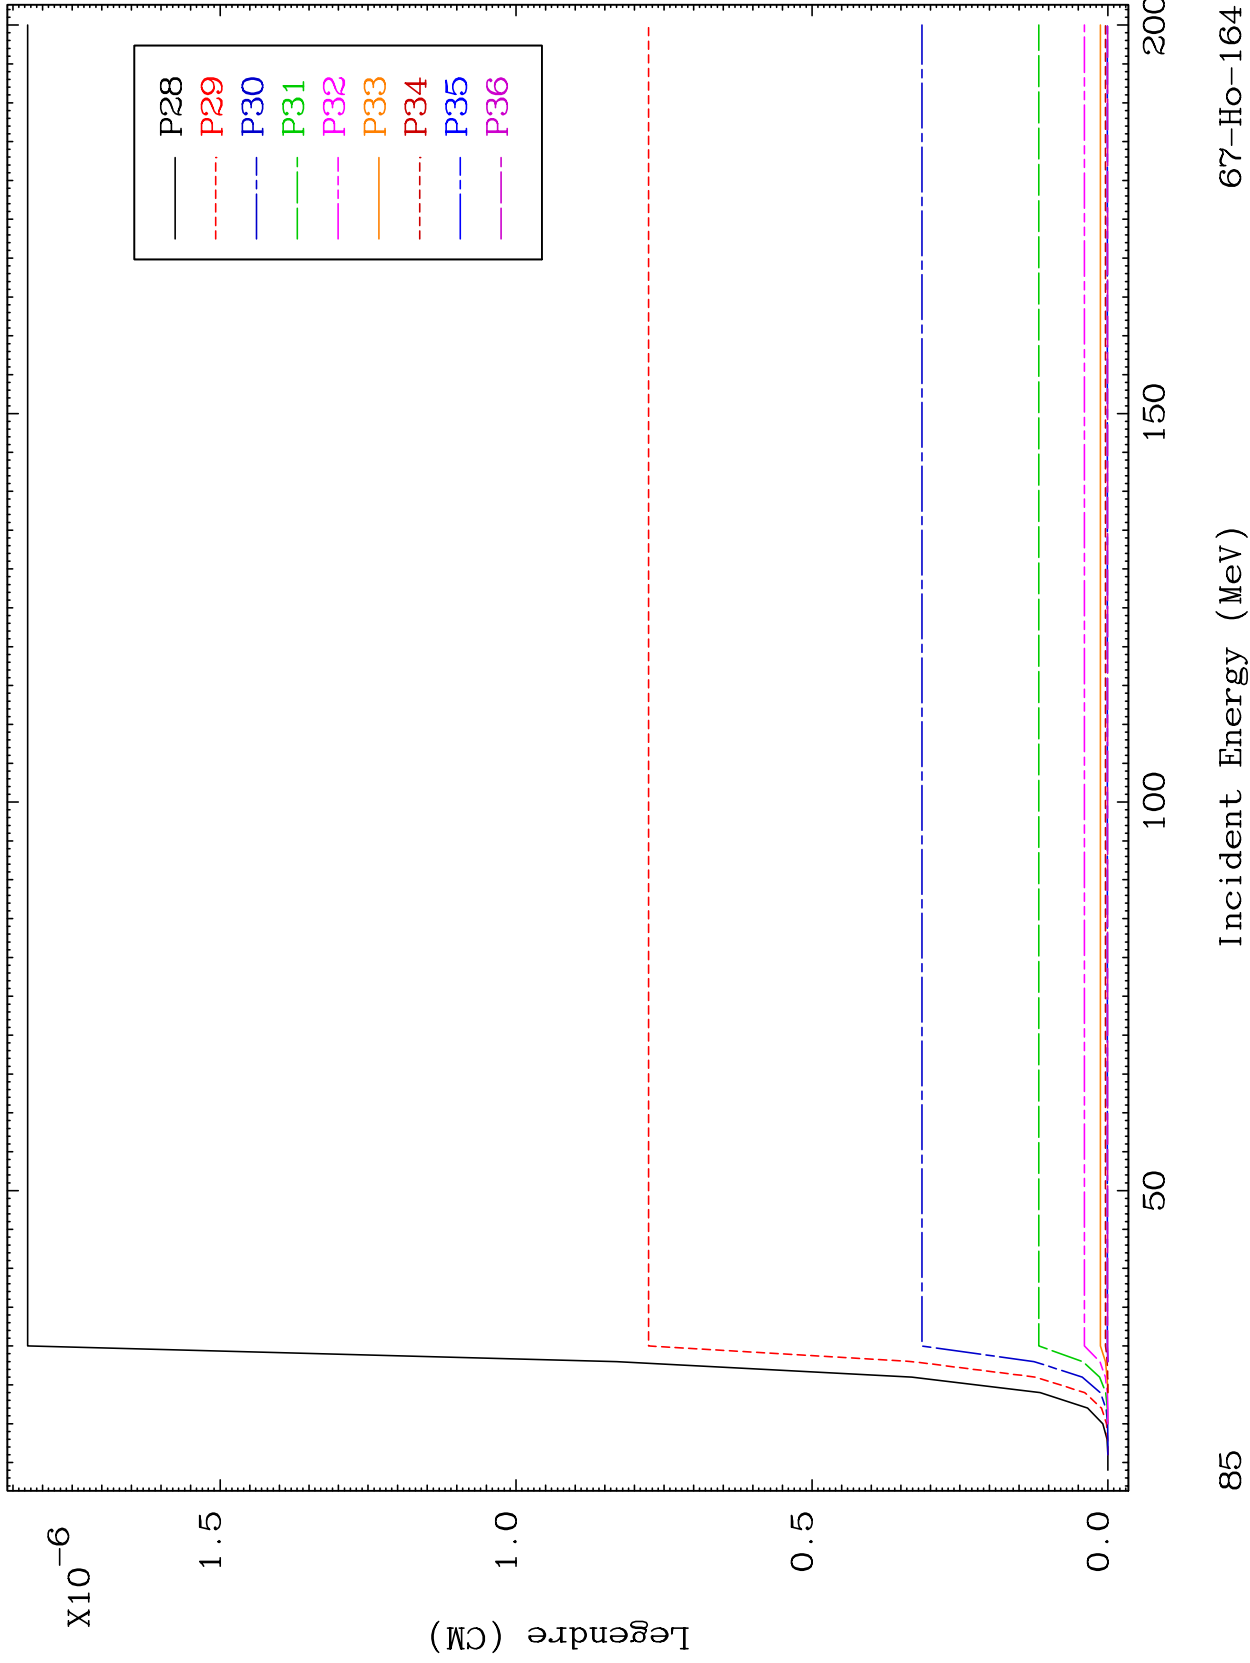 X10-6
1.5
1.0
0.5
0.0
Legendre (CM)
P28
P29
P30
P31
P32
P33
P34
P35
P36
50
100
150
200
Incident Energy (MeV)
85
67-Ho-164